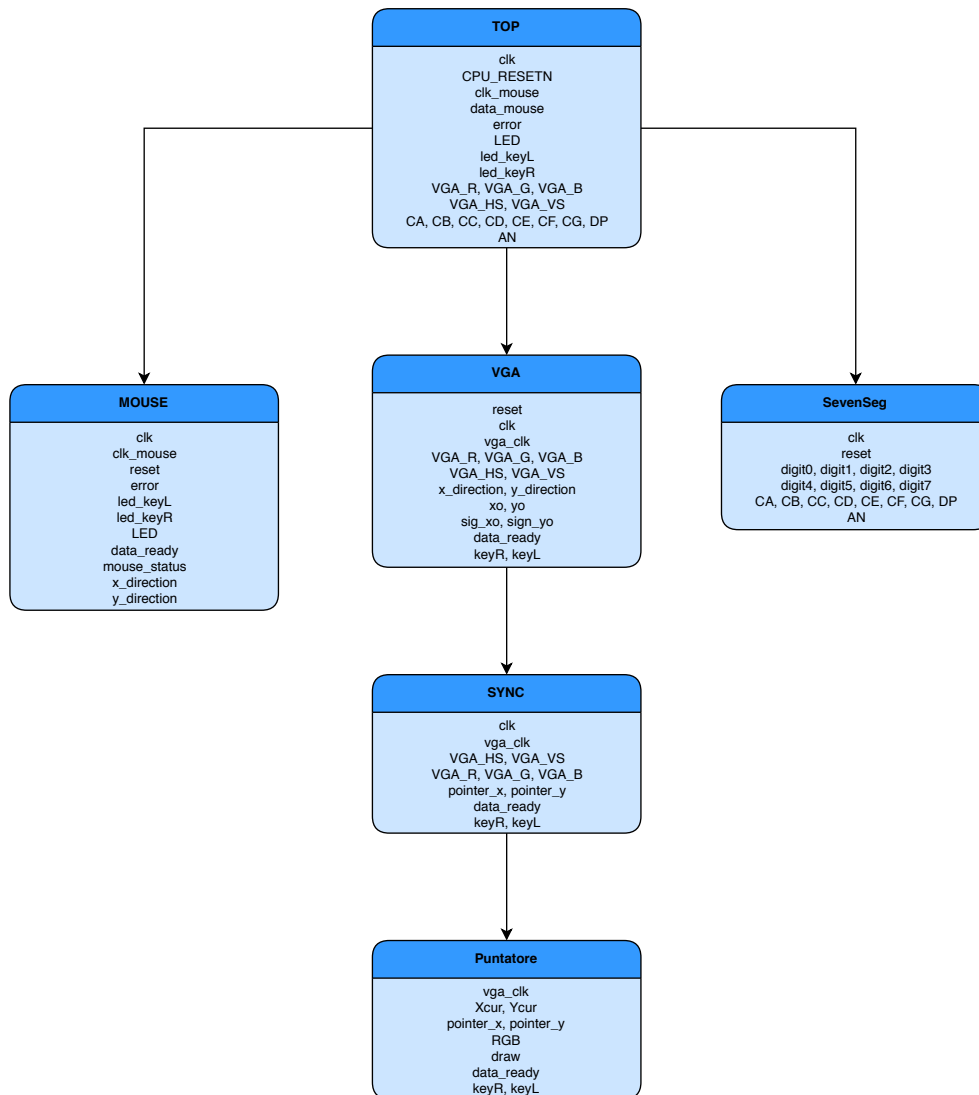 TOP
clk
CPU_RESETN
clk_mouse
data_mouse
error
LED
led_keyL
led_keyR
VGA_R, VGA_G, VGA_B
VGA_HS, VGA_VS
CA, CB, CC, CD, CE, CF, CG, DP
AN
MOUSE
clk
clk_mouse
reset
error
led_keyL
led_keyR
LED
data_ready
mouse_status
x_direction
y_direction
VGA
reset
clk
vga_clk
VGA_R, VGA_G, VGA_B
VGA_HS, VGA_VS
x_direction, y_direction
xo, yo
sig_xo, sign_yo
data_ready
keyR, keyL
SevenSeg
clk
reset
digit0, digit1, digit2, digit3
digit4, digit5, digit6, digit7
CA, CB, CC, CD, CE, CF, CG, DP
AN
SYNC
clk
vga_clk
VGA_HS, VGA_VS
VGA_R, VGA_G, VGA_B
pointer_x, pointer_y
data_ready
keyR, keyL
Puntatore
vga_clk
Xcur, Ycur
pointer_x, pointer_y
RGB
draw
data_ready
keyR, keyL